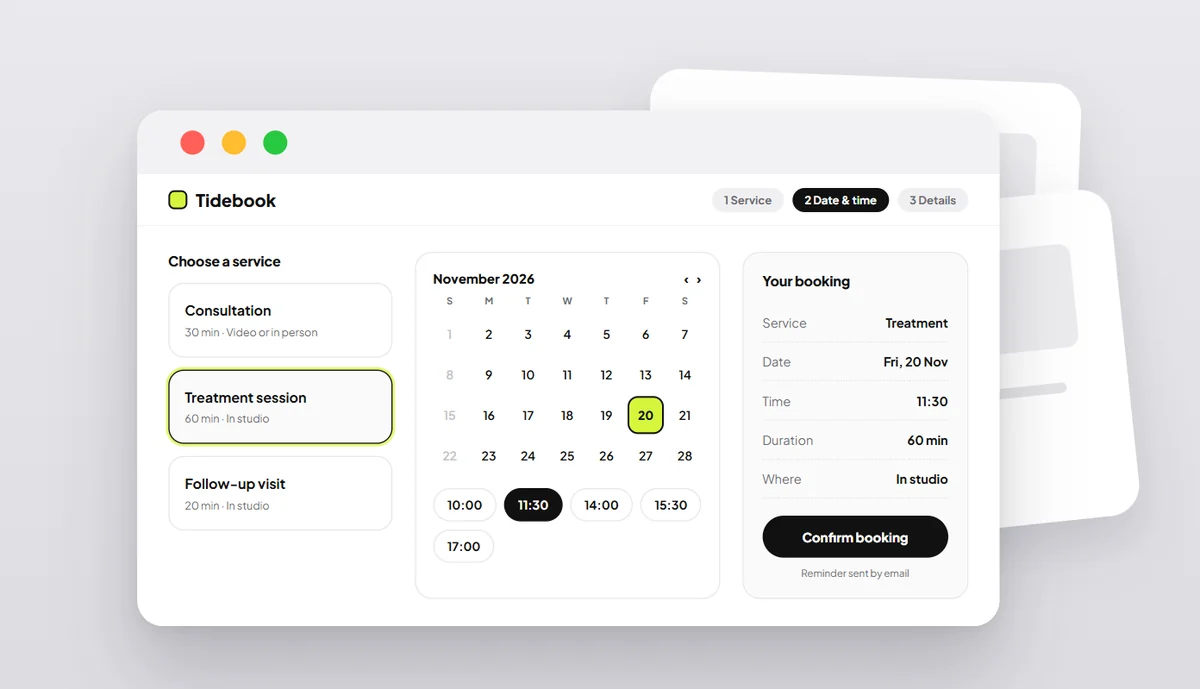 Tidebook
1 Service
2 Date & time
3 Details
Choose a service
Consultation
30 min · Video or in person
Treatment session
60 min · In studio
Follow-up visit
20 min · In studio
November 2026
‹ ›
S M T W T F S
1 2 3 4 5 6 7
8 9 10 11 12 13 14
15 16 17 18 19 20 21
22 23 24 25 26 27 28
10:00 11:30 14:00 15:30
17:00
Your booking
Service Treatment
Date Fri, 20 Nov
Time 11:30
Duration 60 min
Where In studio
Confirm booking
Reminder sent by email